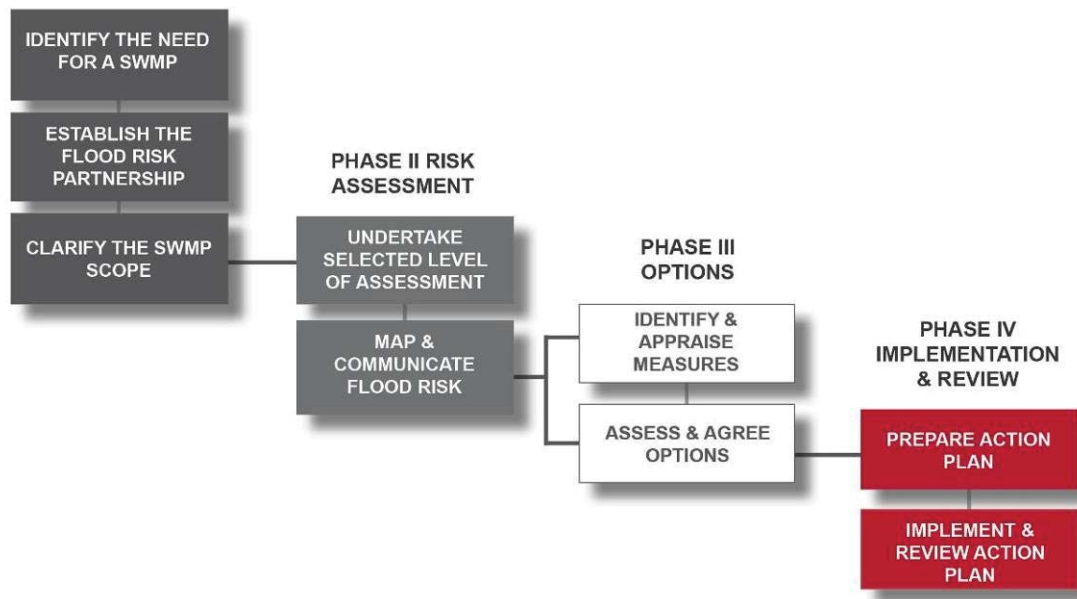 IDENTIFY THE NEED
FOR A SWMP
ESTABLISH THE
FLOOD RISK
PARTNERSHIP
CLARIFY THE SWMP
SCOPE
PHASE II RISK
ASSESSMENT
UNDERTAKE
SELECTED LEVEL
OF ASSESSMENT
MAP &
COMMUNICATE
FLOOD RISK
PHASE III
OPTIONS
IDENTIFY &
APPRAISE
MEASURES
ASSESS & AGREE
OPTIONS
PHASE IV
IMPLEMENTATION
& REVIEW
PREPARE ACTION
PLAN
IMPLEMENT &
REVIEW ACTION
PLAN